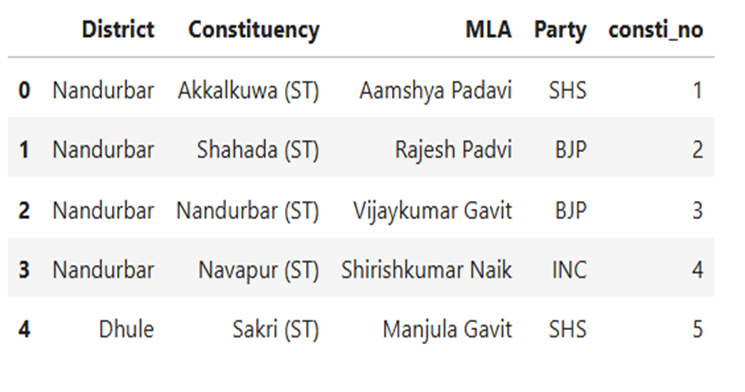 District Constituency MLA Party consti_no
0 Nandurbar Akkalkuwa (ST) Aamshya Padavi SHS 1
1 Nandurbar Shahada (ST) Rajesh Padvi BJP 2
2 Nandurbar Nandurbar (ST) Vijaykumar Gavit BJP 3
3 Nandurbar Navapur (ST) Shirishkumar Naik INC 4
4 Dhule Sakri (ST) Manjula Gavit SHS 5